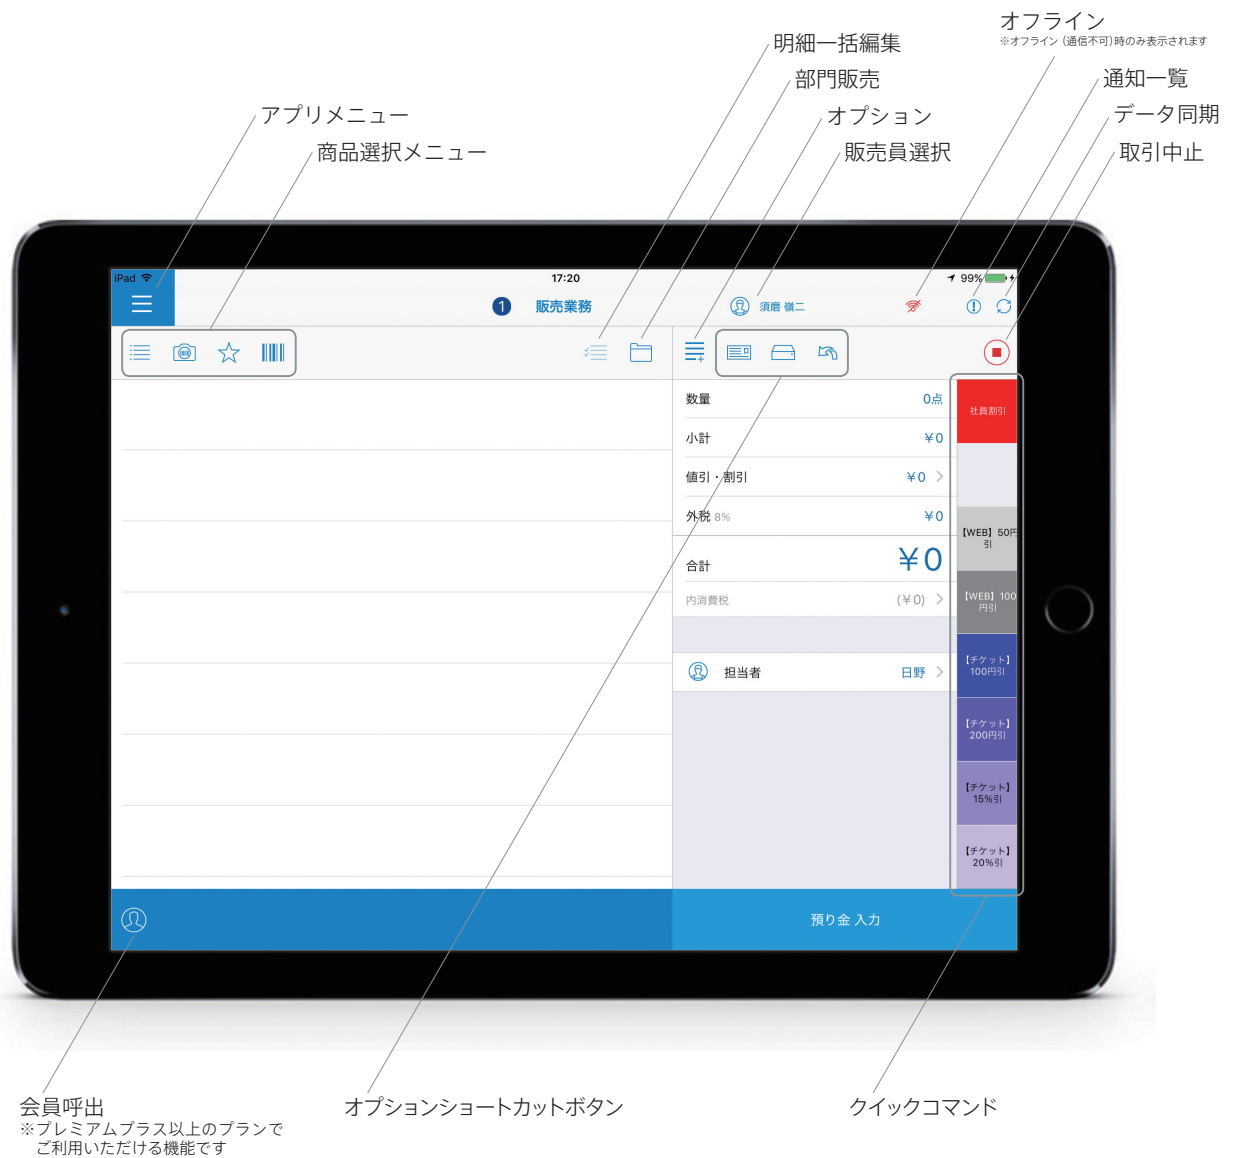 オフライン
※オフライン（通信不可）時のみ表示されます
明細一括編集
部門販売
通知一覧
アプリメニュー
オプション
データ同期
商品選択メニュー
販売員選択
取引中止
iPad
17:20
99%
1 販売業務
須磨 嶺二
数量 0点
小計 ¥0
値引・割引 ¥0
外税 8% ¥0
合計 ¥0
内消費税 (¥0)
担当者 日野
社員割引
【WEB】50円
引
【WEB】100
円引
【チケット】
100円引
【チケット】
200円引
【チケット】
15%引
【チケット】
20%引
預り金 入力
会員呼出
※プレミアムプラス以上のプランで
ご利用いただける機能です
オプションショートカットボタン
クイックコマンド